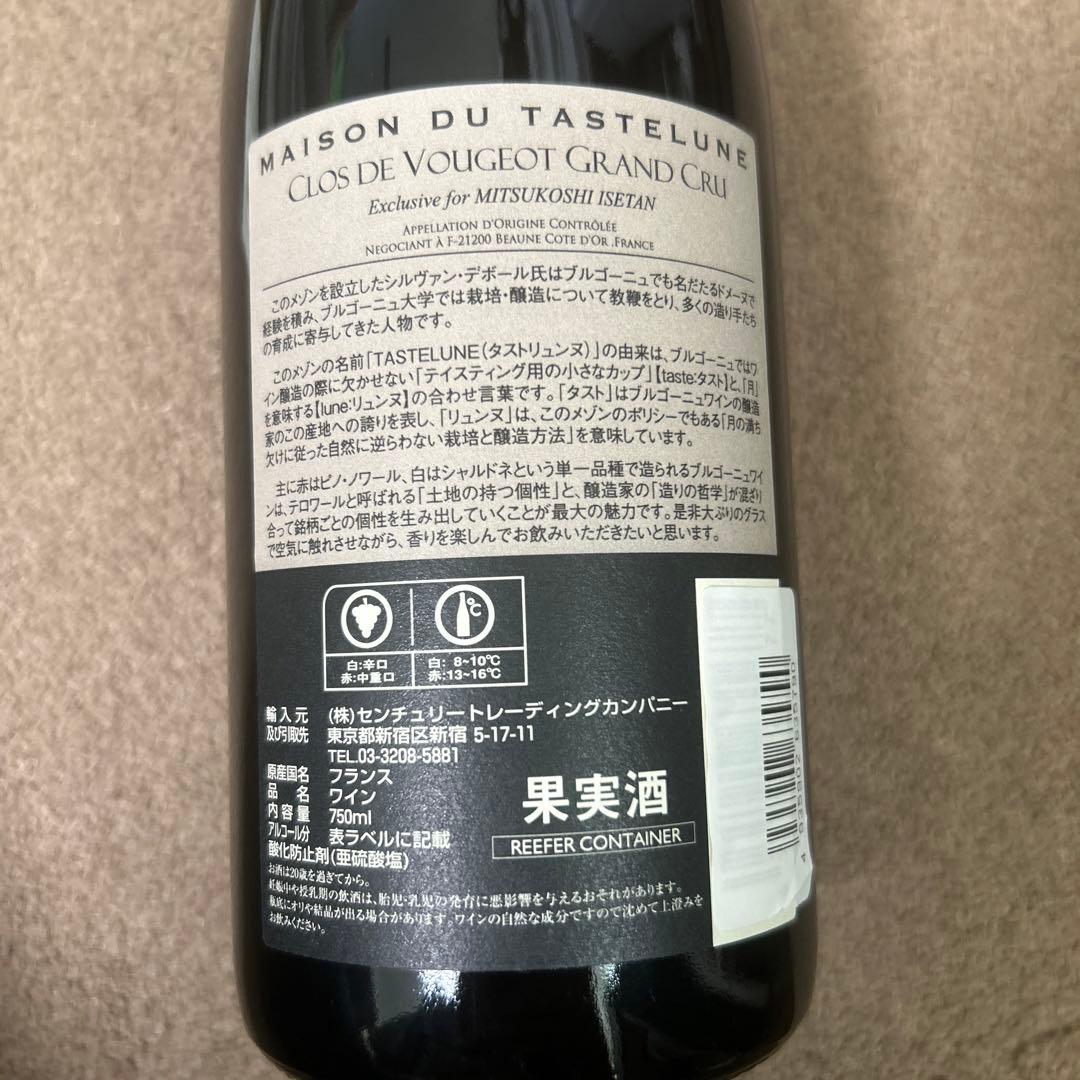 MAISON DU TASTELUNE
CLOS DE VOUGEOT GRAND CRU
Exclusive for MITSUKOSHI ISETAN
APPELLATION D'ORIGINE CONTRÔLÉE
NEGOCIANT À F-21200 BEAUNE COTE D'OR .FRANCE
このメゾンを設立したシルヴァン・デボール氏はブルゴーニュでも名だたるドメーヌで
経験を積み、ブルゴーニュ大学では栽培・醸造について教鞭をとり、多くの造り手たち
の育成に寄与してきた人物です。
このメゾンの名前「TASTELUNE(タストリュンヌ)」の由来は、ブルゴーニュではワ
イン醸造の際に欠かせない「テイスティング用の小さなカップ」【taste:タスト】と、「月」
を意味する【lune:リュンヌ】の合わせ言葉です。「タスト」はブルゴーニュワインの醸造
家のこの産地への誇りを表し、「リュンヌ」は、このメゾンのポリシーでもある「月の満ち
欠けに従った自然に逆らわない栽培と醸造方法」を意味しています。
主に赤はピノ・ノワール、白はシャルドネという単一品種で造られるブルゴーニュワイ
ンは、テロワールと呼ばれる「土地の持つ個性」と、醸造家の「造りの哲学」が混ざり
合って銘柄ごとの個性を生み出していくことが最大の魅力です。是非大ぶりのグラス
で空気に触れさせながら、香りを楽しんでお飲みいただきたいと思います。
℃
白:辛口 白: 8~10℃
赤:中重口 赤:13~16℃
輸入元 (株)センチュリートレーディングカンパニー
及び引取先 東京都新宿区新宿 5-17-11
TEL.03-3208-5881
原産国名 フランス
品名 ワイン
内容量 750ml
アルコール分 表ラベルに記載
酸化防止剤(亜硫酸塩)
果実酒
REEFER CONTAINER
お酒は20歳を過ぎてから。
妊娠中や授乳期の飲酒は、胎児・乳児の発育に悪影響を与えるおそれがあります。
瓶底にオリや結晶が出る場合があります。ワインの自然な成分ですので沈めて上澄みを
お飲みください。